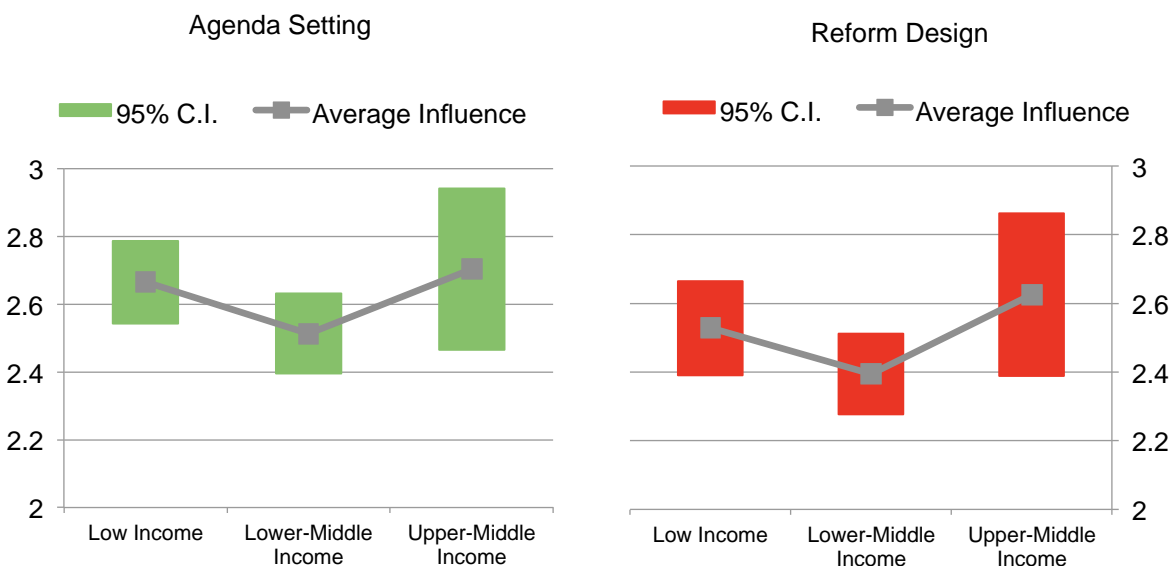 Agenda Setting
95% C.I.
Average Influence
3
2.8
2.6
2.4
2.2
2
Low Income
Lower-Middle
Income
Upper-Middle
Income
Reform Design
95% C.I.
Average Influence
3
2.8
2.6
2.4
2.2
2
Low Income
Lower-Middle
Income
Upper-Middle
Income